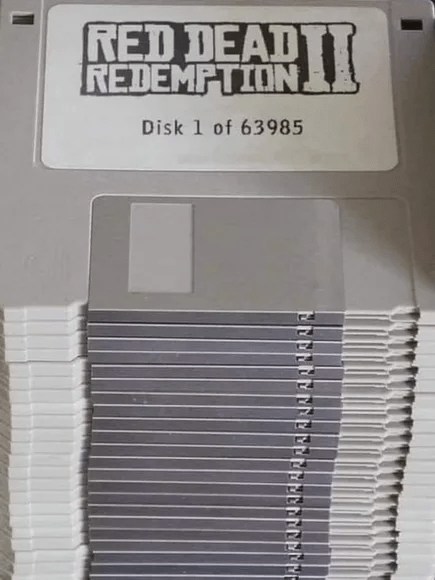 RED DEAD
REDEMPTION II
Disk 1 of 63985